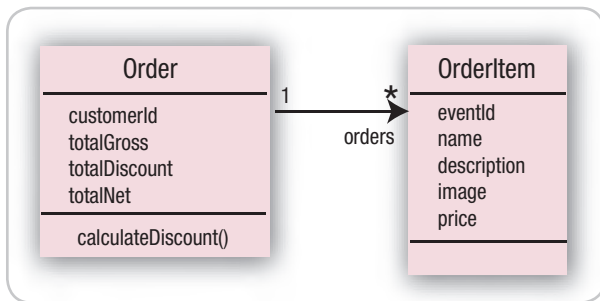 Order
customerId
totalGross
totalDiscount
totalNet
calculateDiscount()
1
*
orders
OrderItem
eventId
name
description
image
price